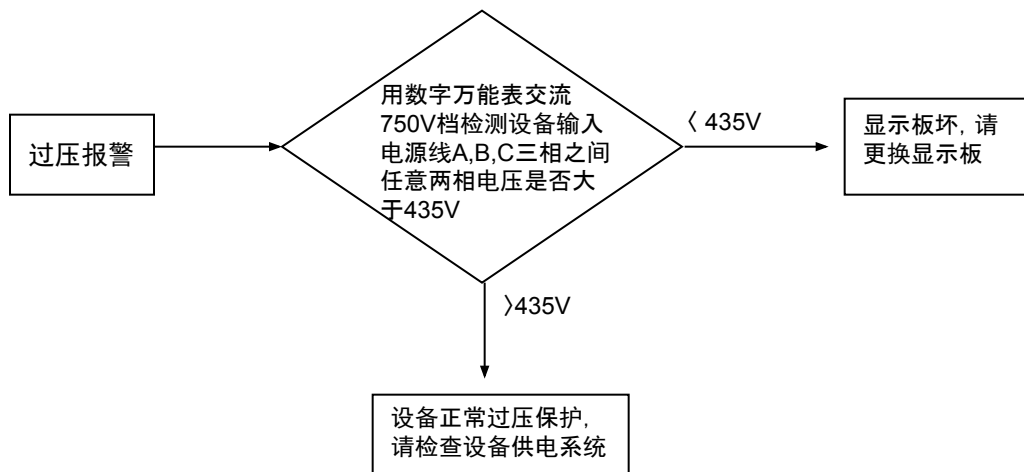 过压报警
用数字万能表交流
750V档检测设备输入
电源线A,B,C三相之间
任意两相电压是否大
于435V
〈 435V
显示板坏, 请
更换显示板
〉435V
设备正常过压保护,
请检查设备供电系统